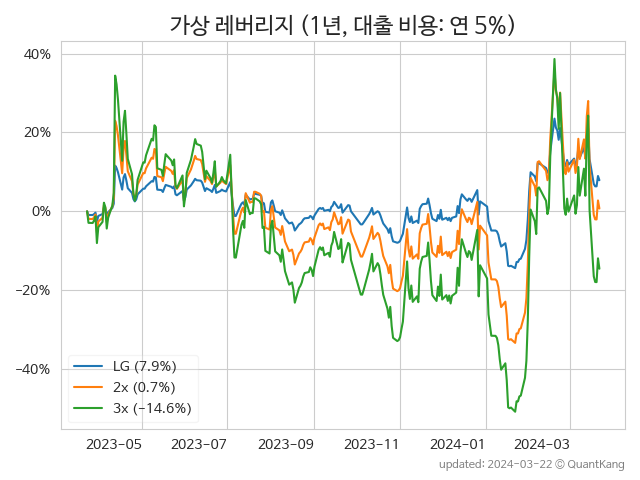 가상 레버리지 (1년, 대출 비용: 연 5%)
40%
20%
0%
−20%
−40%
LG (7.9%)
2x (0.7%)
3x (−14.6%)
2023-05 2023-07 2023-09 2023-11 2024-01 2024-03
updated: 2024-03-22 © QuantKang